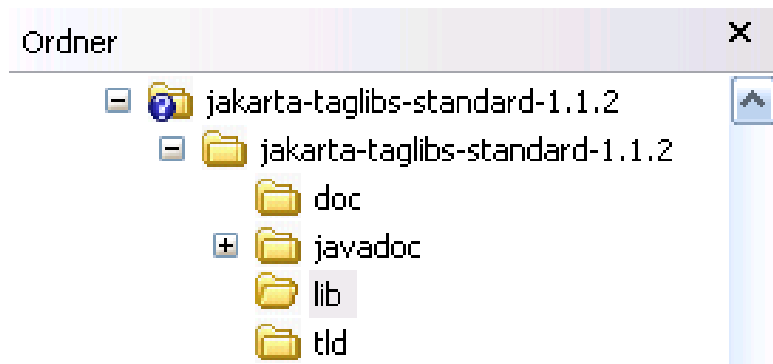 Ordner
jakarta-taglibs-standard-1.1.2
jakarta-taglibs-standard-1.1.2
doc
javadoc
lib
tld